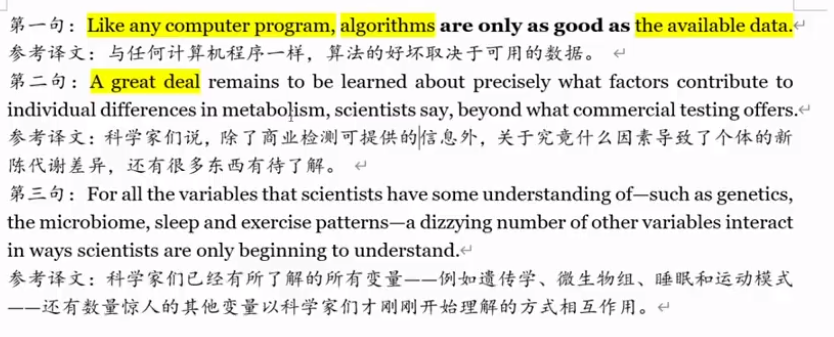 第一句：Like any computer program, algorithms are only as good as the available data.↵
参考译文：与任何计算机程序一样，算法的好坏取决于可用的数据。 ↵
第二句：A great deal remains to be learned about precisely what factors contribute to
individual differences in metabolism, scientists say, beyond what commercial testing offers.↵
参考译文：科学家们说，除了商业检测可提供的信息外，关于究竟什么因素导致了个体的新
陈代谢差异，还有很多东西有待了解。 ↵
第三句：For all the variables that scientists have some understanding of—such as genetics,
the microbiome, sleep and exercise patterns—a dizzying number of other variables interact
in ways scientists are only beginning to understand.↵
参考译文：科学家们已经有所了解的所有变量——例如遗传学、微生物组、睡眠和运动模式
——还有数量惊人的其他变量以科学家们才刚刚开始理解的方式相互作用。↵